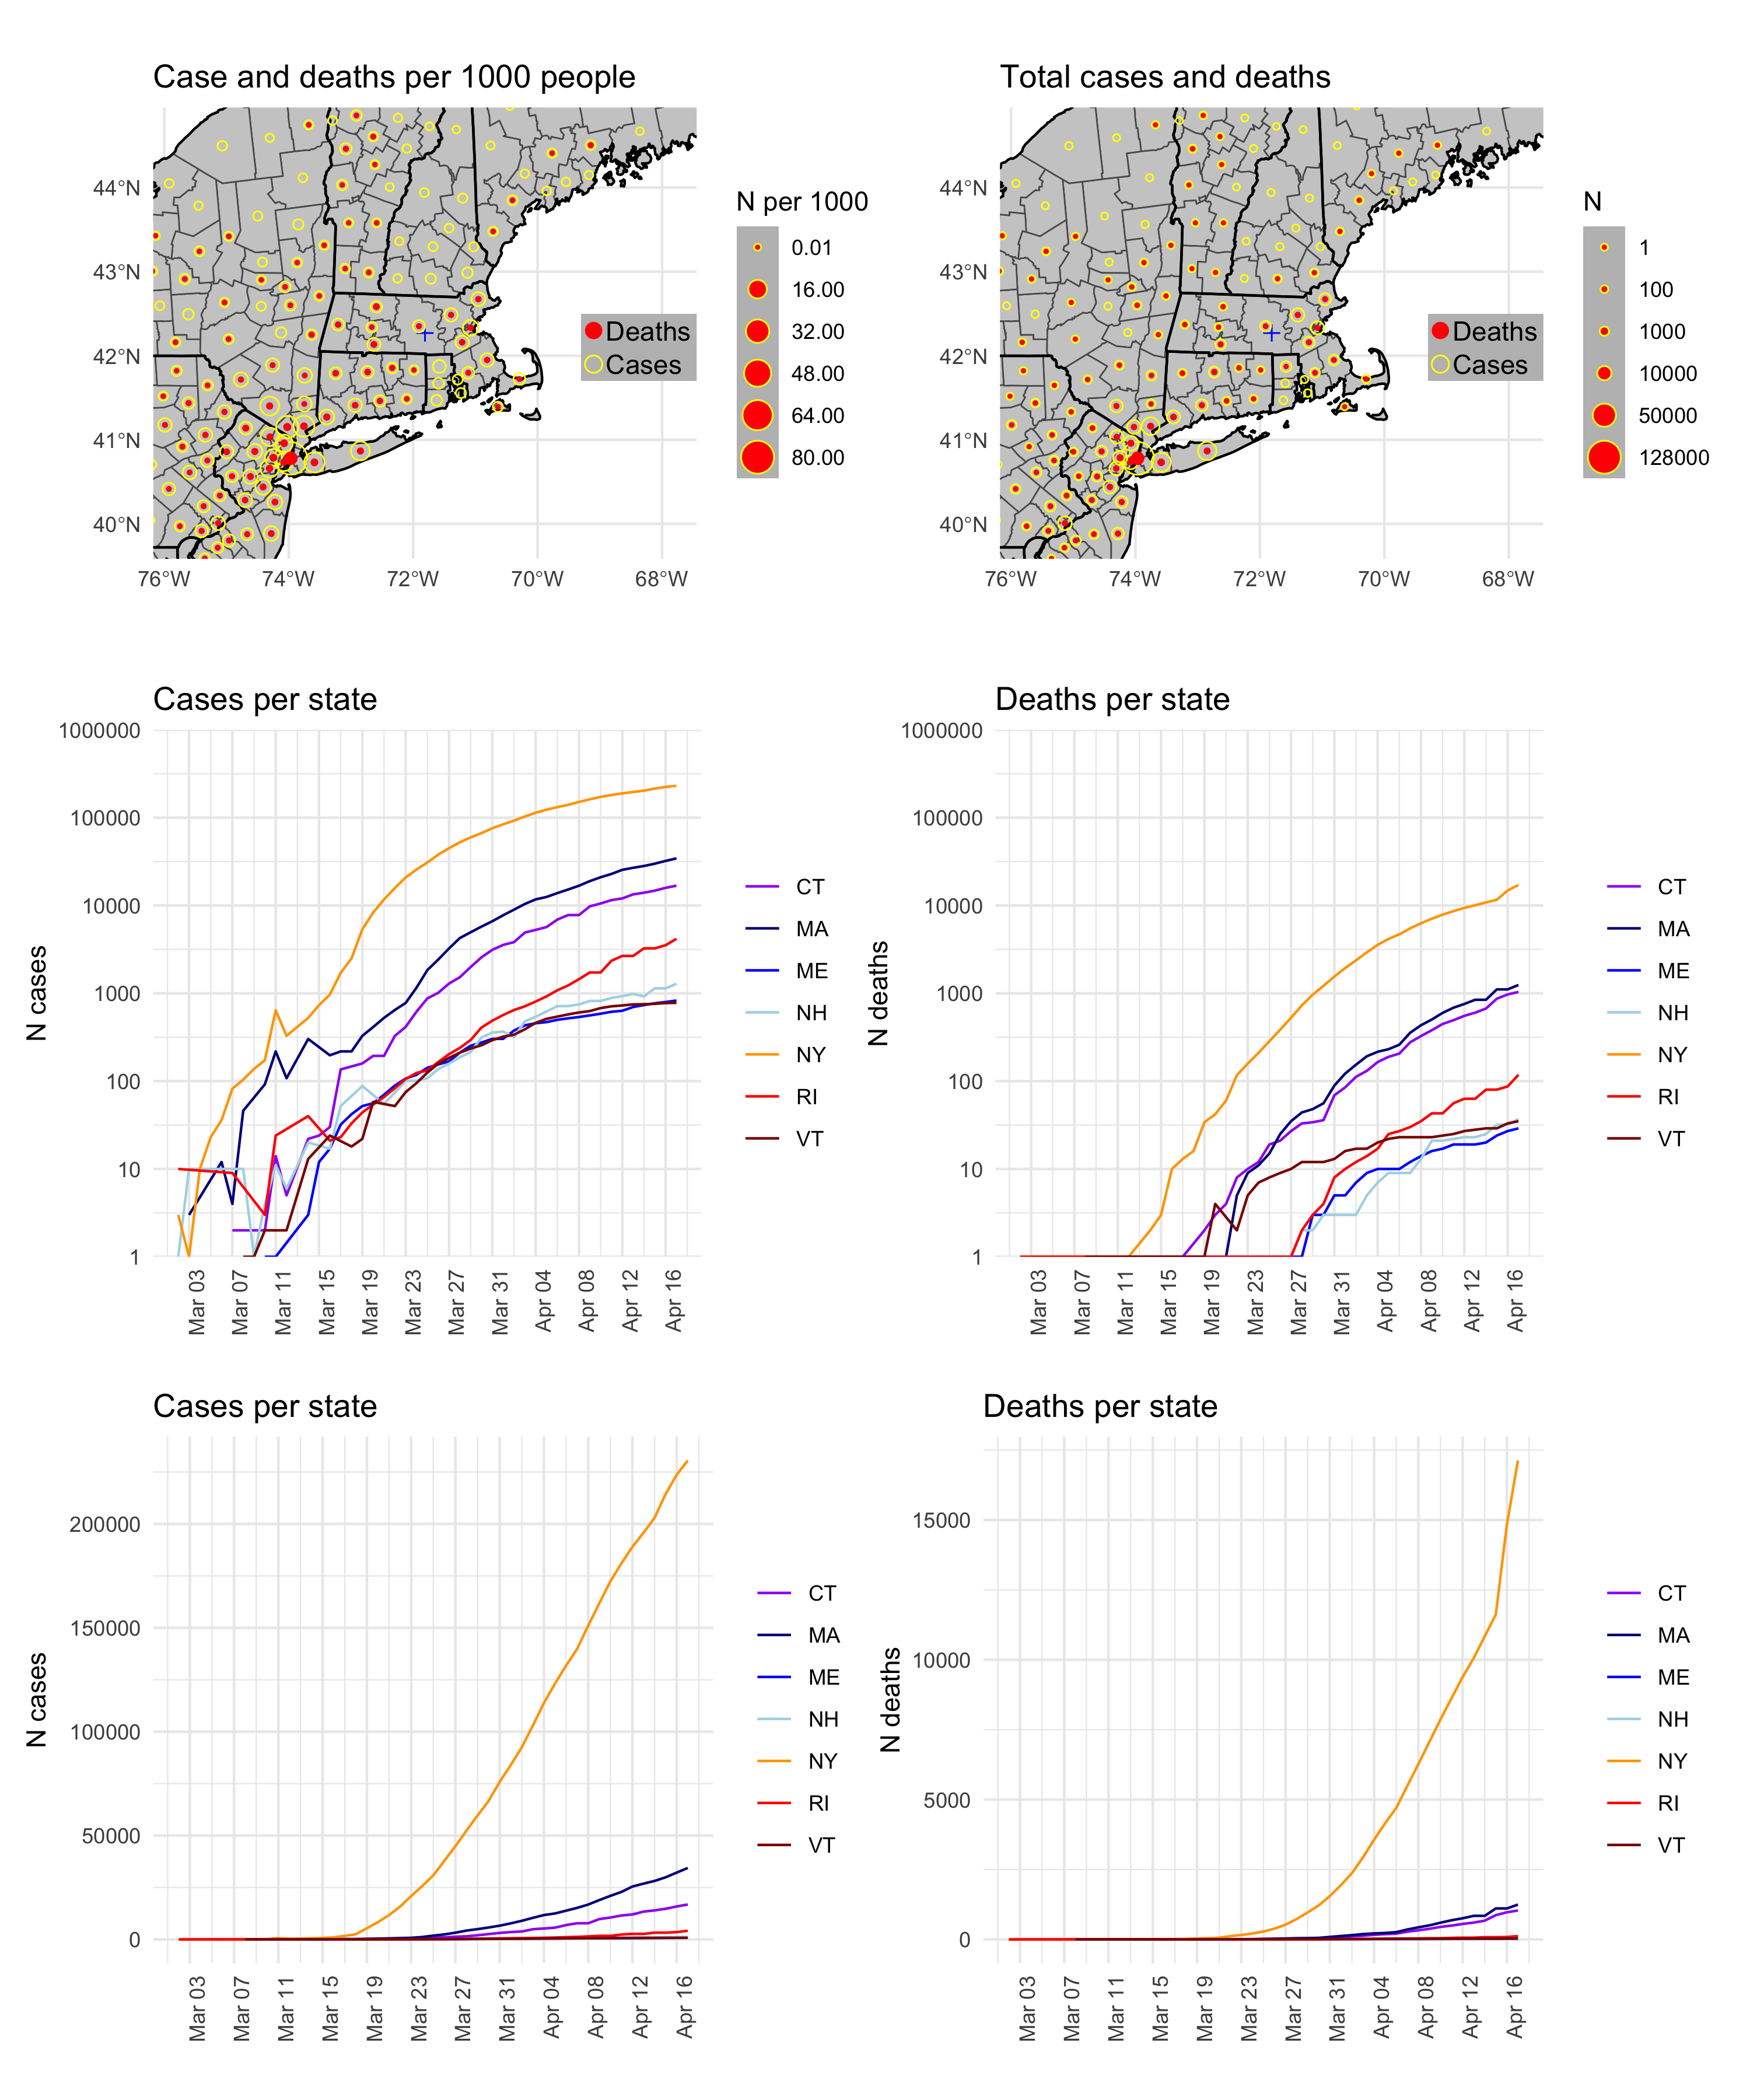 Case and deaths per 1000 people
44°N
43°N
42°N
41°N
40°N
76°W 74°W 72°W 70°W 68°W
Deaths
Cases
N per 1000
0.01
16.00
32.00
48.00
64.00
80.00
Total cases and deaths
44°N
43°N
42°N
41°N
40°N
76°W 74°W 72°W 70°W 68°W
Deaths
Cases
N
1
100
1000
10000
50000
128000
Cases per state
N cases
1000000
100000
10000
1000
100
10
1
Mar 03 Mar 07 Mar 11 Mar 15 Mar 19 Mar 23 Mar 27 Mar 31 Apr 04 Apr 08 Apr 12 Apr 16
CT
MA
ME
NH
NY
RI
VT
Deaths per state
N deaths
1000000
100000
10000
1000
100
10
1
Mar 03 Mar 07 Mar 11 Mar 15 Mar 19 Mar 23 Mar 27 Mar 31 Apr 04 Apr 08 Apr 12 Apr 16
CT
MA
ME
NH
NY
RI
VT
Cases per state
N cases
200000
150000
100000
50000
0
Mar 03 Mar 07 Mar 11 Mar 15 Mar 19 Mar 23 Mar 27 Mar 31 Apr 04 Apr 08 Apr 12 Apr 16
CT
MA
ME
NH
NY
RI
VT
Deaths per state
N deaths
15000
10000
5000
0
Mar 03 Mar 07 Mar 11 Mar 15 Mar 19 Mar 23 Mar 27 Mar 31 Apr 04 Apr 08 Apr 12 Apr 16
CT
MA
ME
NH
NY
RI
VT